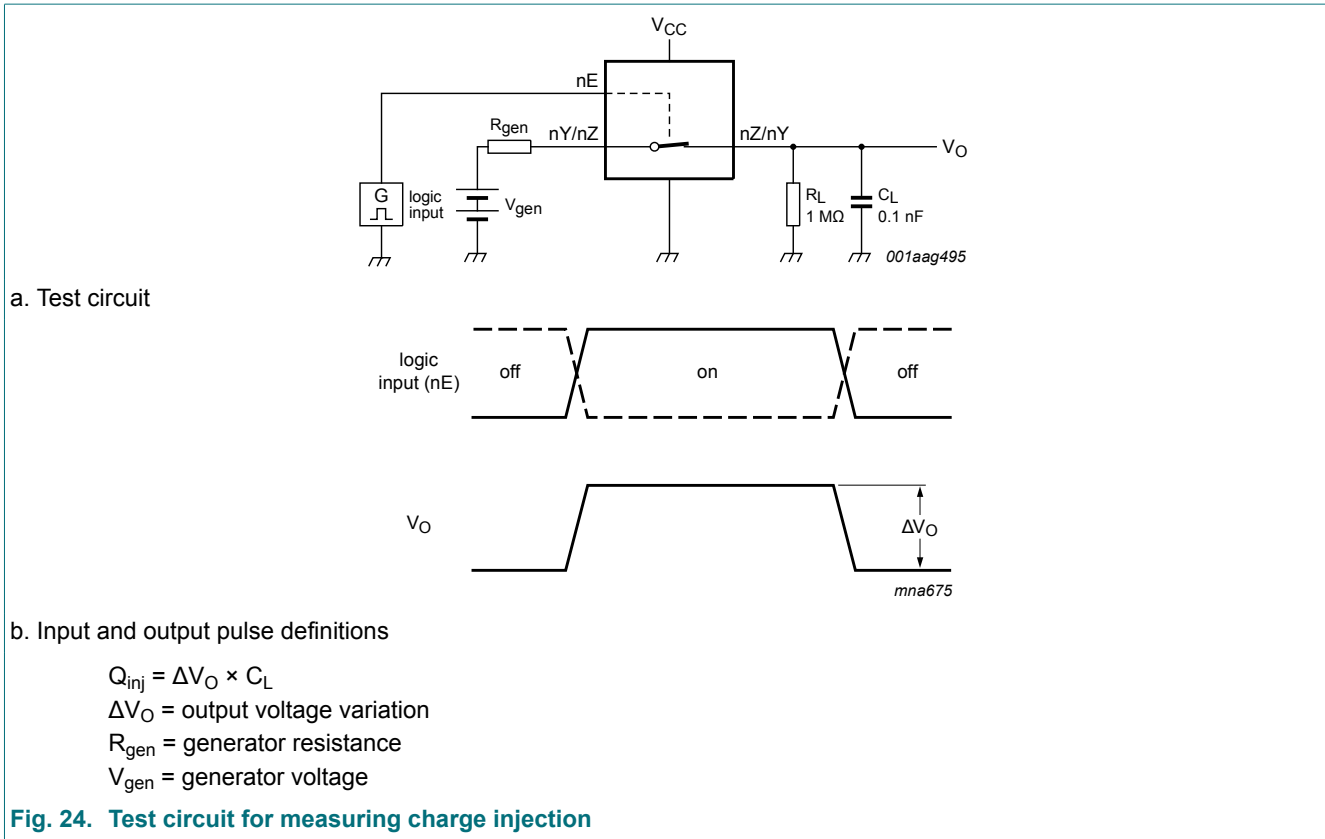 VCC
nE
Rgen
nY/nZ
nZ/nY
VO
G
logic
input
Vgen
RL
1 MΩ
CL
0.1 nF
001aag495
a. Test circuit
logic
input (nE)
off
on
off
VO
ΔVO
mna675
b. Input and output pulse definitions
Qinj = ΔVO × CL
ΔVO = output voltage variation
Rgen = generator resistance
Vgen = generator voltage
Fig. 24. Test circuit for measuring charge injection